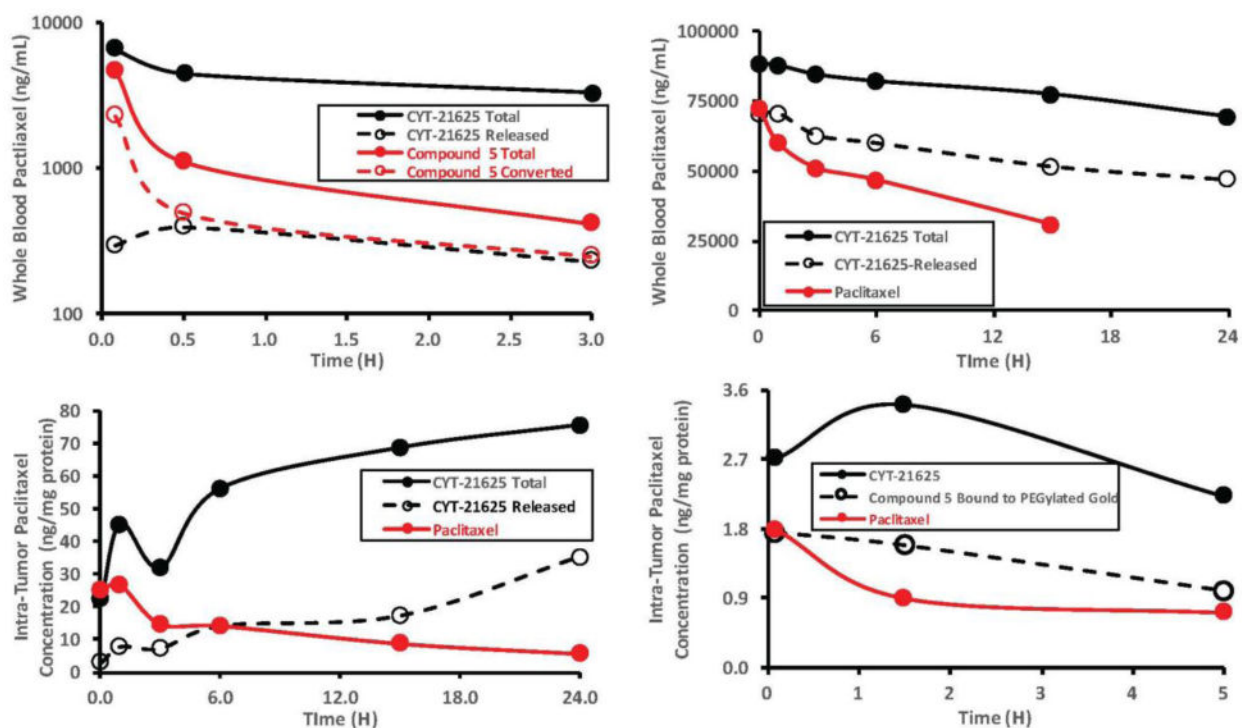 Whole Blood Pactliaxel (ng/mL)
10000
1000
100
CYT-21625 Total
CYT-21625 Released
Compound 5 Total
Compound 5 Converted
0.0 0.5 1.0 1.5 2.0 2.5 3.0
Time (H)
Whole Blood Paclitaxel (ng/mL)
100000
75000
50000
25000
0
CYT-21625 Total
CYT-21625-Released
Paclitaxel
0 6 12 18 24
TIme (H)
Intra-Tumor Paclitaxel
Concentration (ng/mg protein)
80
70
60
50
40
30
20
10
0
CYT-21625 Total
CYT-21625 Released
Paclitaxel
0.0 6.0 12.0 18.0 24.0
TIme (H)
Intra-Tumor Paclitaxel
Concentration (ng/mg protein)
3.6
2.7
1.8
0.9
0.0
CYT-21625
Compound 5 Bound to PEGylated Gold
Paclitaxel
0 1 2 3 4 5
Time (H)